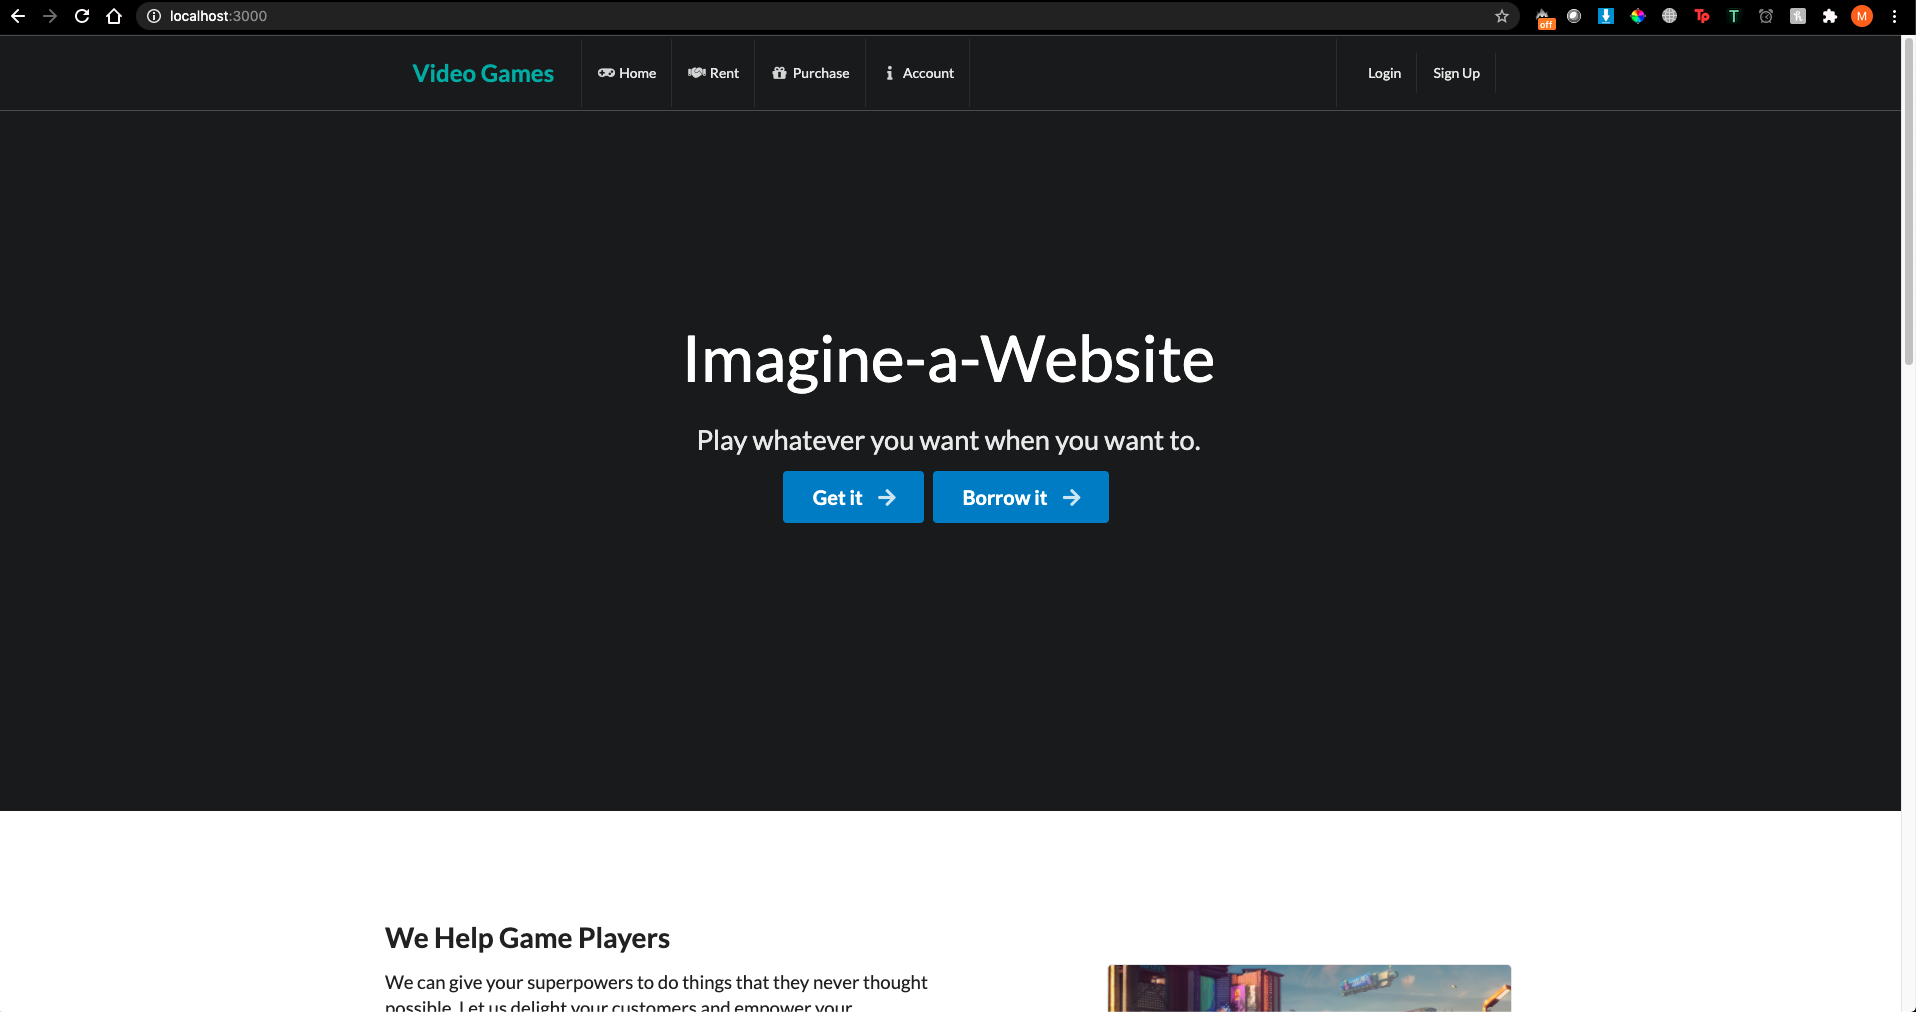 localhost:3000
off
Tp
T
M
Video Games
Home
Rent
Purchase
Account
Login
Sign Up
Imagine-a-Website
Play whatever you want when you want to.
Get it
Borrow it
We Help Game Players
We can give your superpowers to do things that they never thought
possible. Let us delight your customers and empower your